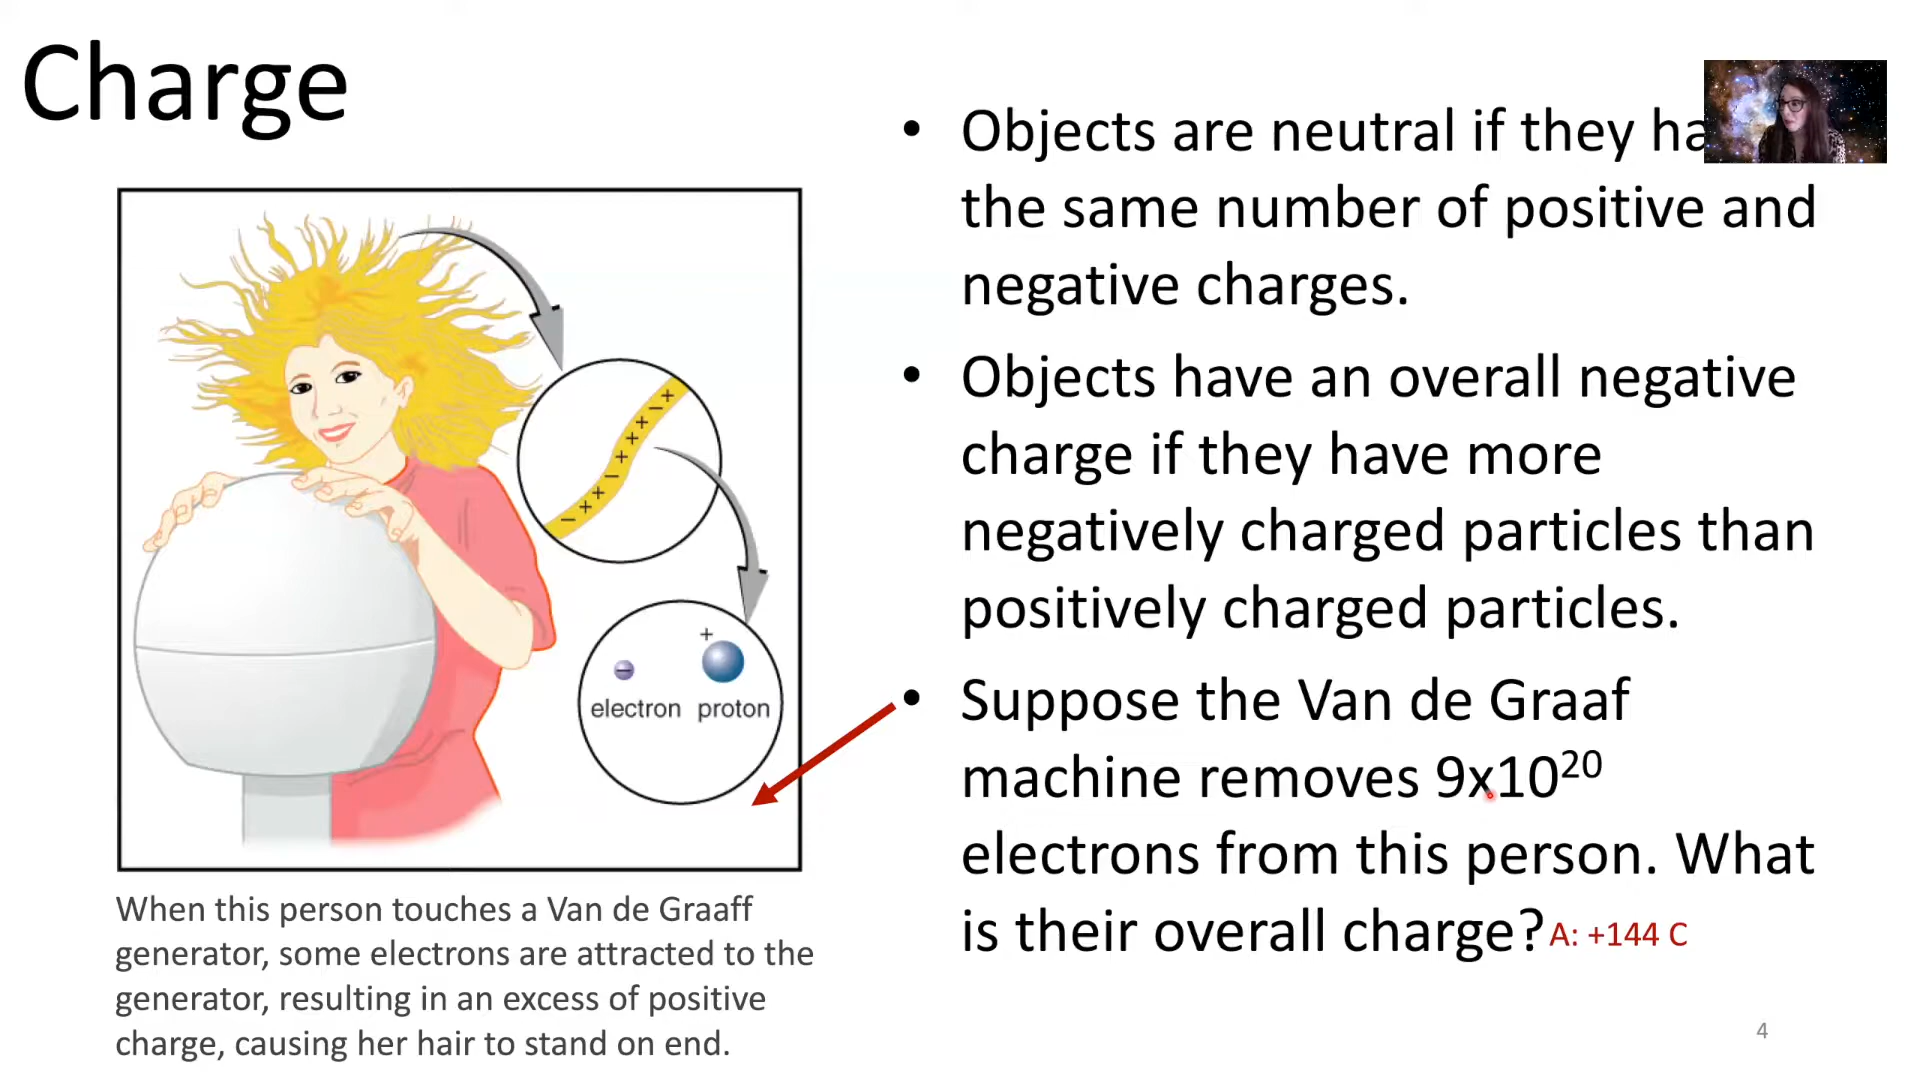 Charge
Objects are neutral if they ha
the same number of positive and
negative charges.
• Objects have an overall negative
charge if they have more
negatively charged particles than
positively charged particles.
• Suppose the Van de Graaf
machine removes 9x10²⁰
electrons from this person. What
is their overall charge? A: +144 C
electron proton
When this person touches a Van de Graaff
generator, some electrons are attracted to the
generator, resulting in an excess of positive
charge, causing her hair to stand on end.
4